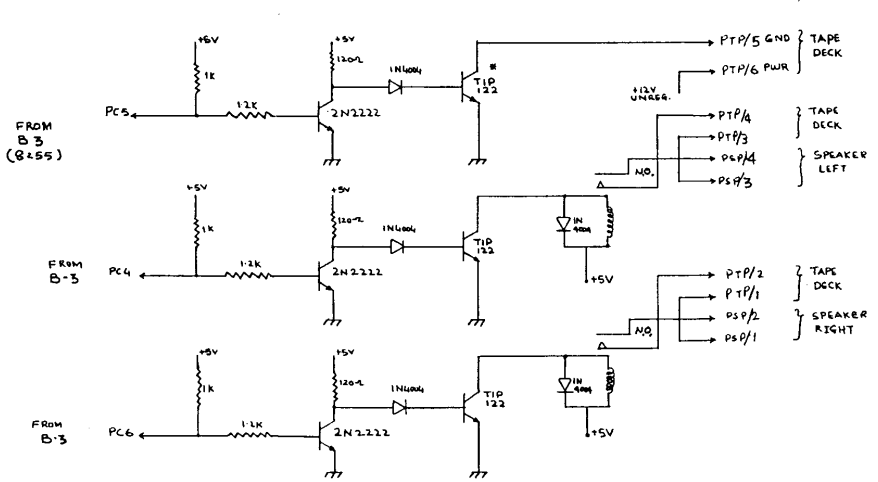 +5V
+5V
1K
120Ω
1N4004
*
TIP
122
PC5
1.2K
2N2222
FROM
B 3
(8255)
PTP/5 GND
PTP/6 PWR
TAPE
DECK
+12V
UNREG.
PTP/4
PTP/3
TAPE
DECK
PSP/4
PSP/3
SPEAKER
LEFT
N.O.
+5V
+5V
1K
120Ω
1N4004
TIP
122
FROM
B-3
PC4
1.2K
2N2222
1N
4004
+5V
PTP/2
PTP/1
TAPE
DECK
PSP/2
PSP/1
SPEAKER
RIGHT
N.O.
+5V
+5V
1K
120Ω
1N4004
TIP
122
FROM
B-3
PC6
1.2K
2N2222
1N
4004
+5V